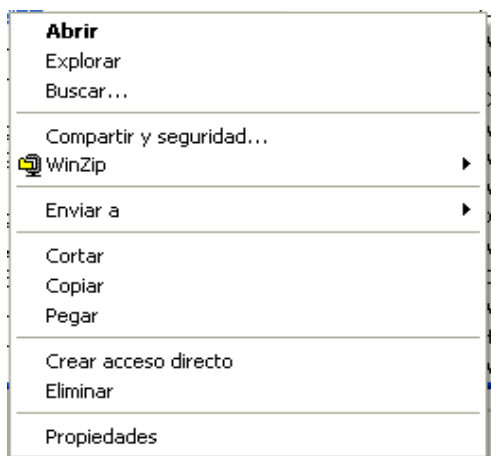 Abrir
Explorar
Buscar...
Compartir y seguridad...
WinZip
Enviar a
Cortar
Copiar
Pegar
Crear acceso directo
Eliminar
Propiedades